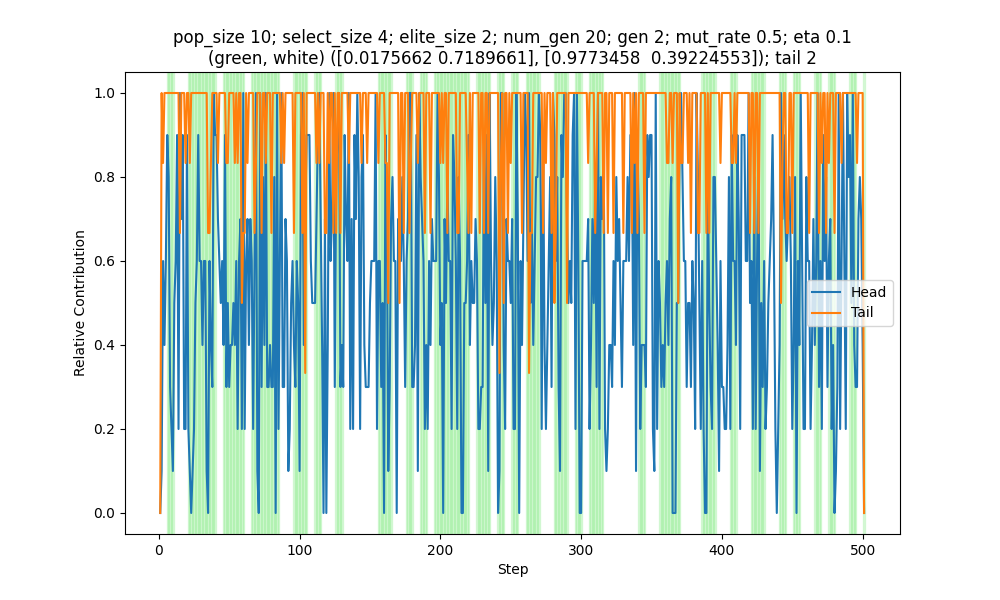 pop_size 10; select_size 4; elite_size 2; num_gen 20; gen 2; mut_rate 0.5; eta 0.1
(green, white) ([0.0175662 0.7189661], [0.9773458  0.39224553]); tail 2
1.0
0.8
0.6
0.4
0.2
0.0
Relative Contribution
Head
Tail
0
100
200
300
400
500
Step